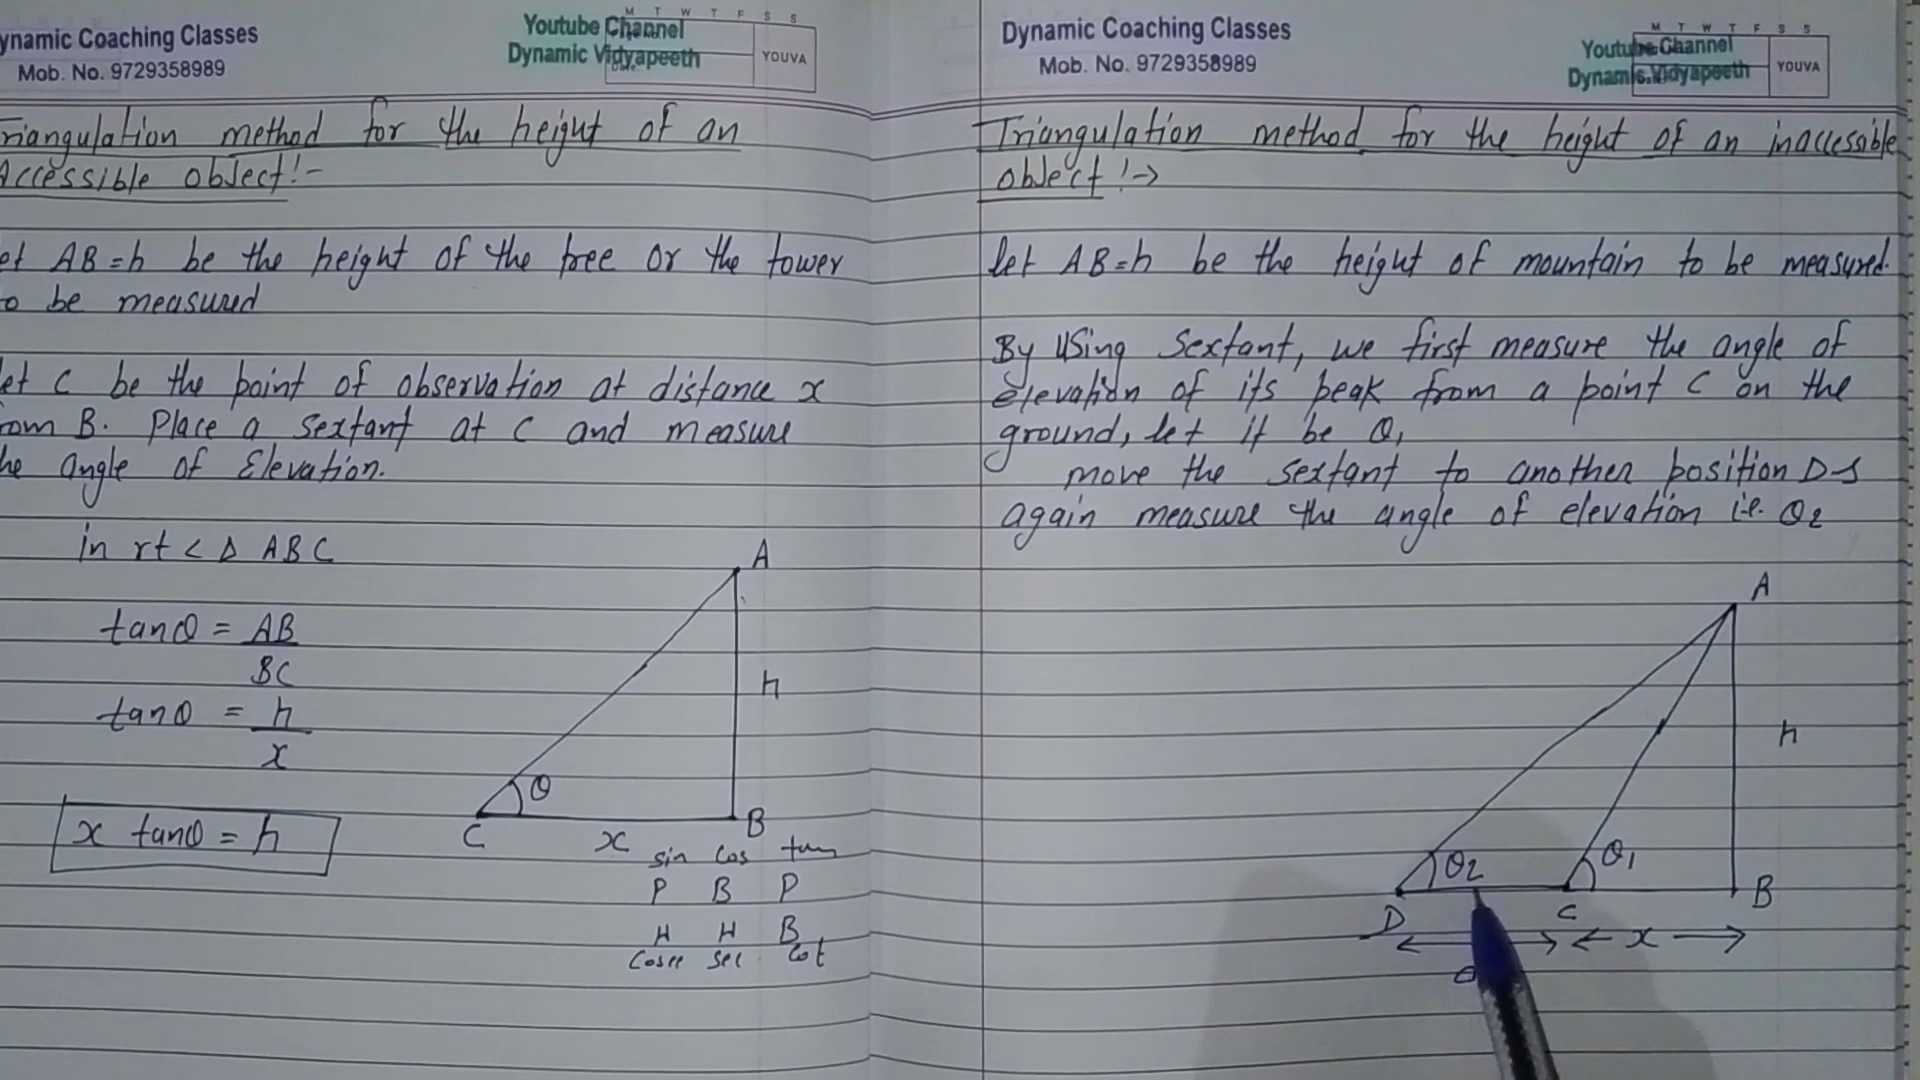 ynamic Coaching Classes
Mob. No. 9729358989
Youtube Channel
Dynamic Vidyapeeth
M T W T F S S
YOUVA
riangulation method for the height of an
Accessible object!-
et AB=h be the height of the tree or the tower
to be measured
et C be the point of observation at distance x
rom B. Place a sextant at C and measure
he angle of Elevation.
in rt < Δ ABC
tanθ = AB
BC
tanθ = h
x
x tanθ = h
A
h
θ
C
x
B
sin cos tan
P B P
H H B
Cosec Sec Cot
Dynamic Coaching Classes
Mob. No. 9729358989
Youtube Channel
Dynamic Vidyapeeth
M T W T F S S
YOUVA
Triangulation method for the height of an inaccessible
object!→
let AB=h be the height of mountain to be measured.
By Using Sextant, we first measure the angle of
elevation of its peak from a point C on the
ground, let it be θ1
move the sextant to another position D &
again measure the angle of elevation i.e. θ2
A
h
θ2
θ1
D
C
B
x